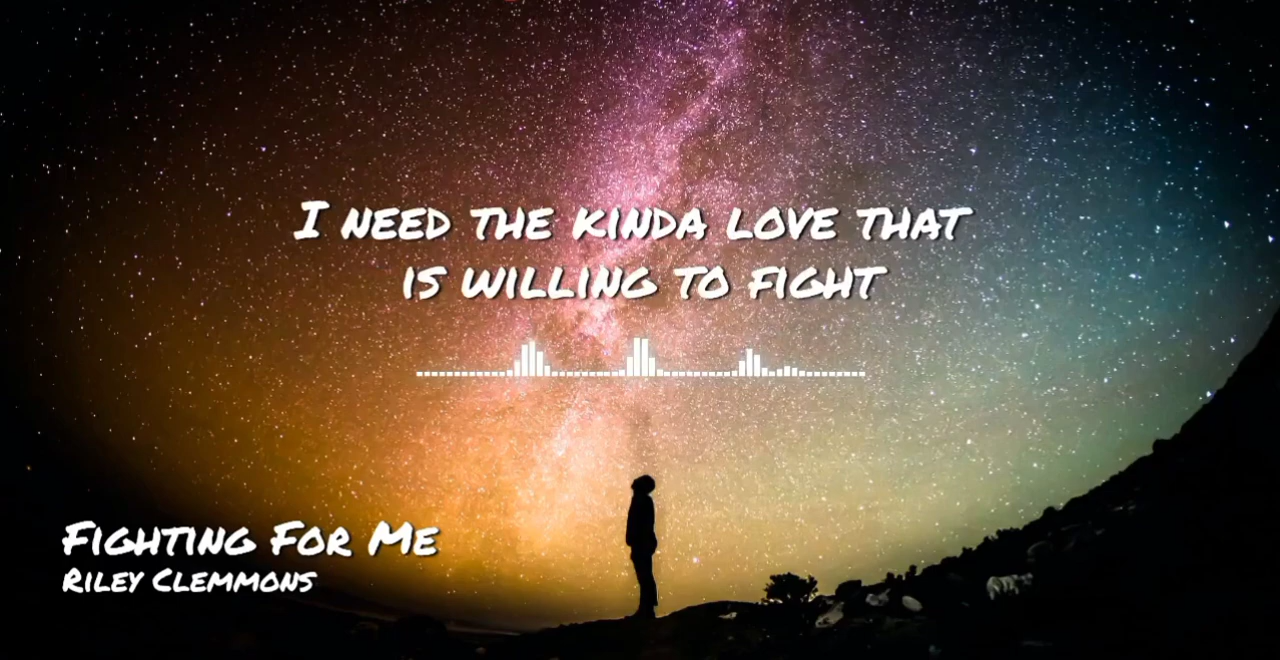 I NEED THE KINDA LOVE THAT
IS WILLING TO FIGHT
FIGHTING FOR ME
RILEY CLEMMONS